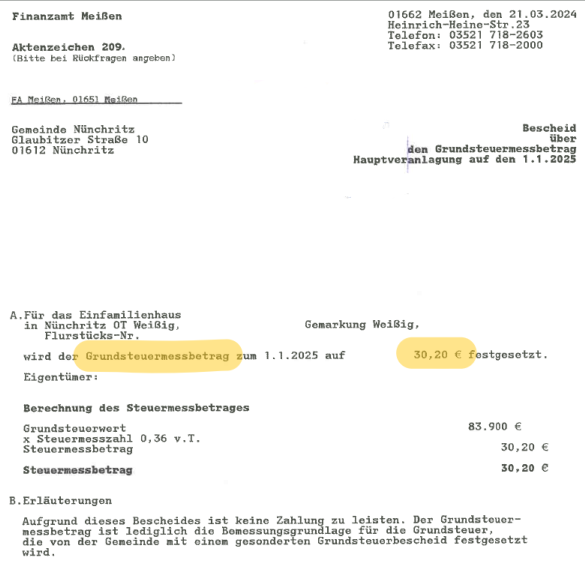 Finanzamt Meißen
01662 Meißen, den 21.03.2024
Heinrich-Heine-Str.23
Telefon: 03521 718-2603
Telefax: 03521 718-2000
Aktenzeichen 209.
(Bitte bei Rückfragen angeben)
FA Meißen, 01651 Meißen
Gemeinde Nünchritz
Glaubitzer Straße 10
01612 Nünchritz
Bescheid
über
den Grundsteuermessbetrag
Hauptveranlagung auf den 1.1.2025
A.Für das Einfamilienhaus
in Nünchritz OT Weißig, Gemarkung Weißig,
Flurstücks-Nr.
wird der Grundsteuermessbetrag zum 1.1.2025 auf 30,20 € festgesetzt.
Eigentümer:
Berechnung des Steuermessbetrages
Grundsteuerwert 83.900 €
x Steuermesszahl 0,36 v.T.
Steuermessbetrag 30,20 €
Steuermessbetrag 30,20 €
B.Erläuterungen
Aufgrund dieses Bescheides ist keine Zahlung zu leisten. Der Grundsteuer-
messbetrag ist lediglich die Bemessungsgrundlage für die Grundsteuer,
die von der Gemeinde mit einem gesonderten Grundsteuerbescheid festgesetzt
wird.